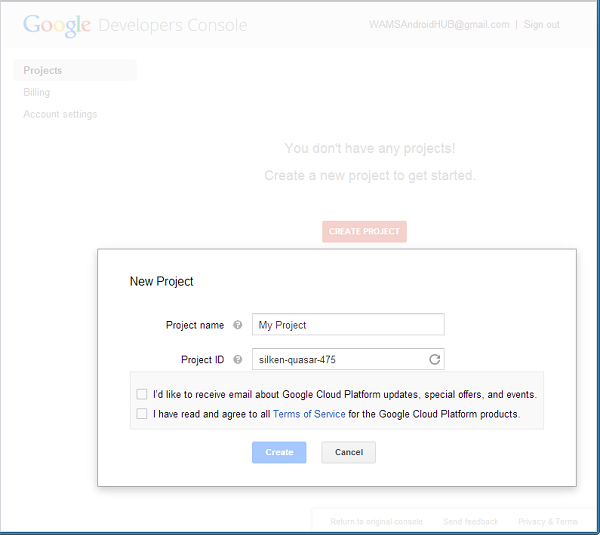 Google Developers Console
WAMSAndroidHUB@gmail.com | Sign out
Projects
Billing
Account settings
You don't have any projects!
Create a new project to get started.
CREATE PROJECT
New Project
Project name ? My Project
Project ID ? silken-quasar-475
I'd like to receive email about Google Cloud Platform updates, special offers, and events.
I have read and agree to all Terms of Service for the Google Cloud Platform products.
Create Cancel
Return to original console Send feedback Privacy & Terms